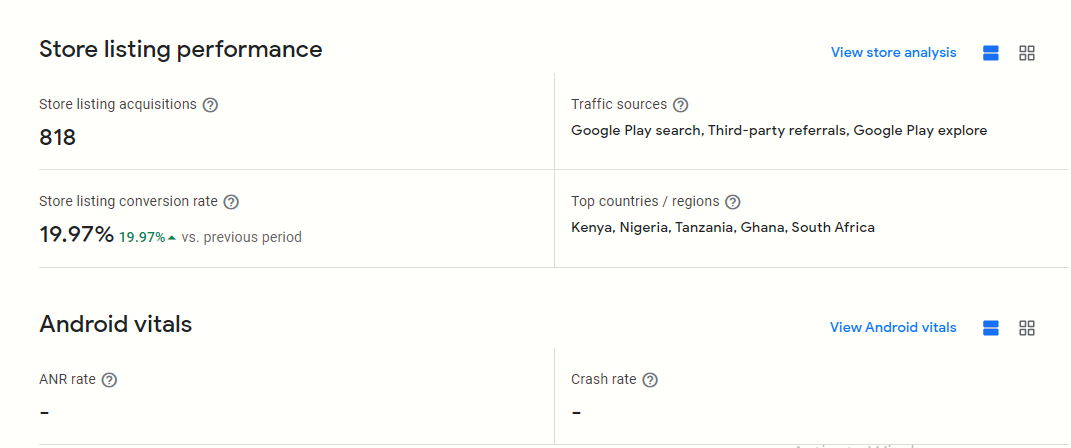 Store listing performance
View store analysis
Store listing acquisitions
818
Traffic sources
Google Play search, Third-party referrals, Google Play explore
Store listing conversion rate
19.97% 19.97% vs. previous period
Top countries / regions
Kenya, Nigeria, Tanzania, Ghana, South Africa
Android vitals
View Android vitals
ANR rate
-
Crash rate
-